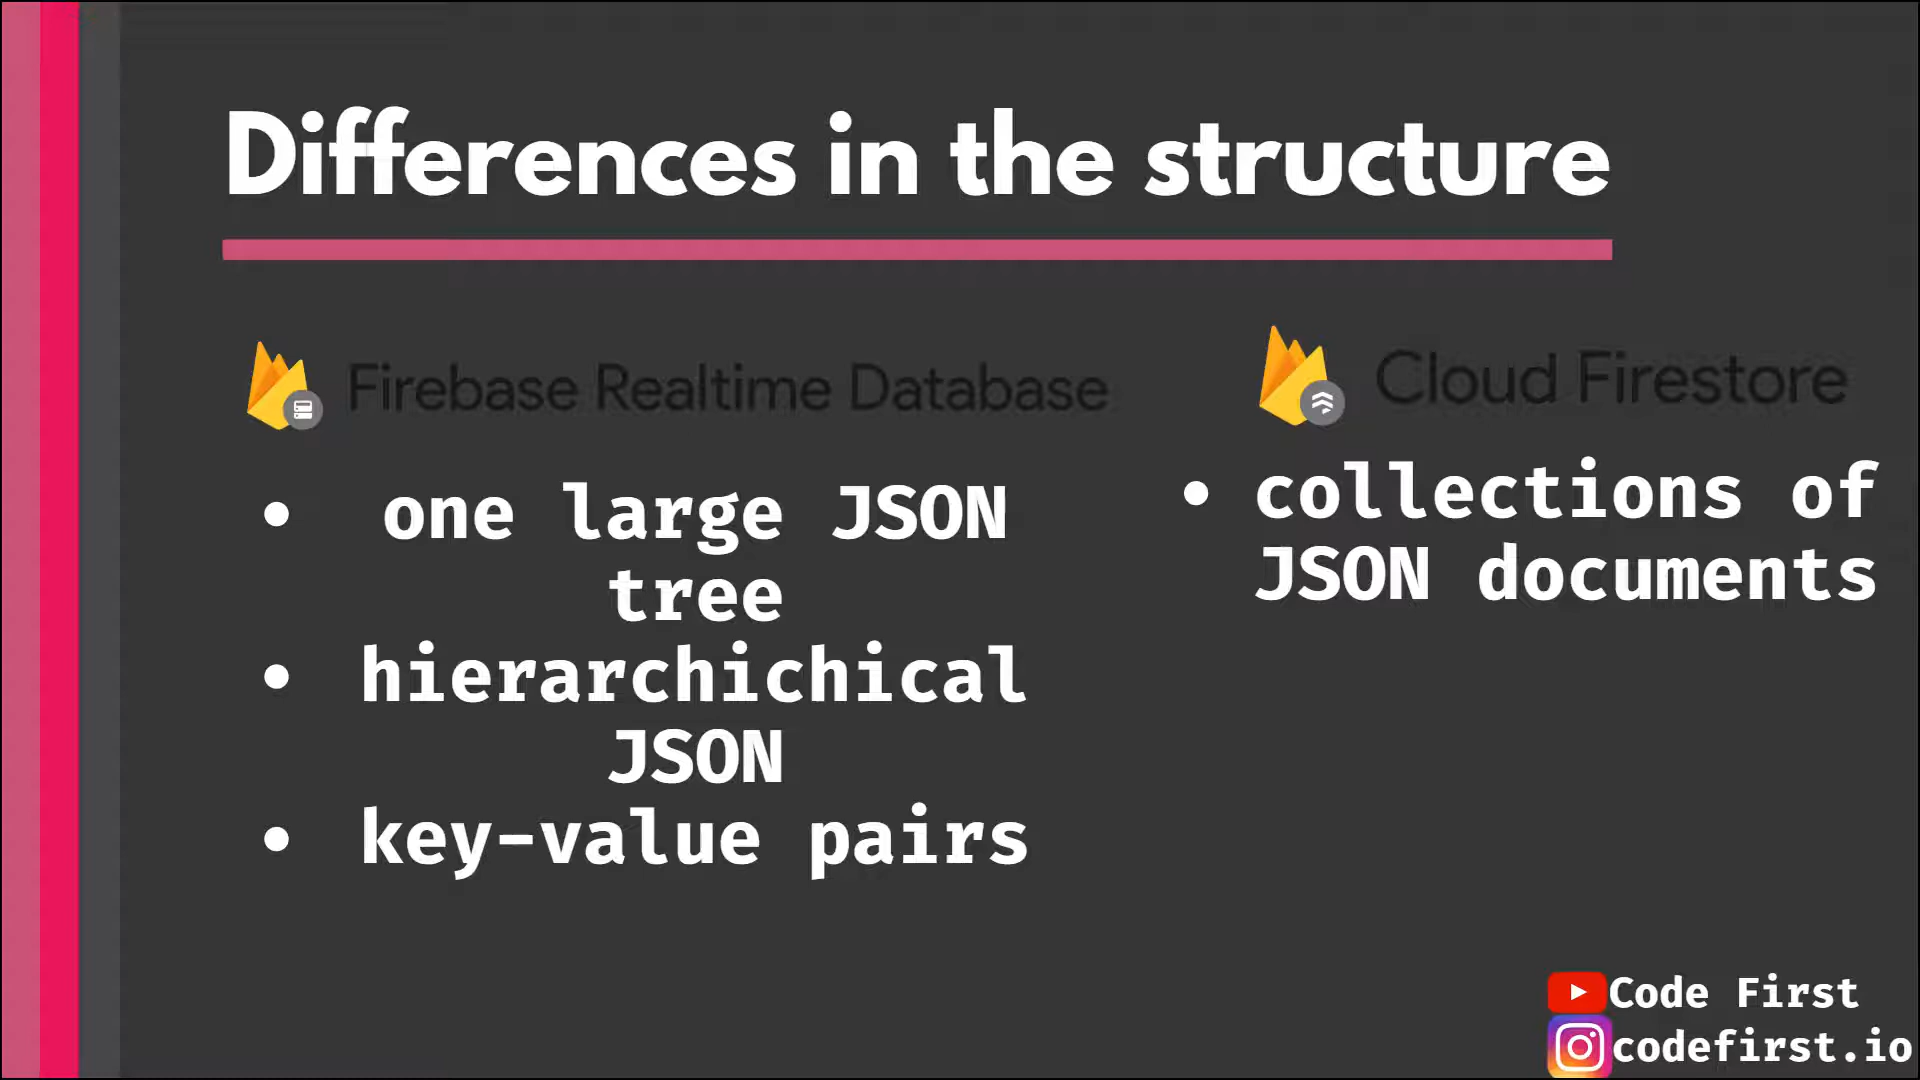 Differences in the structure
Firebase Realtime Database
• one large JSON
tree
• hierarchichical
JSON
• key-value pairs
Cloud Firestore
• collections of
JSON documents
Code First
codefirst.io